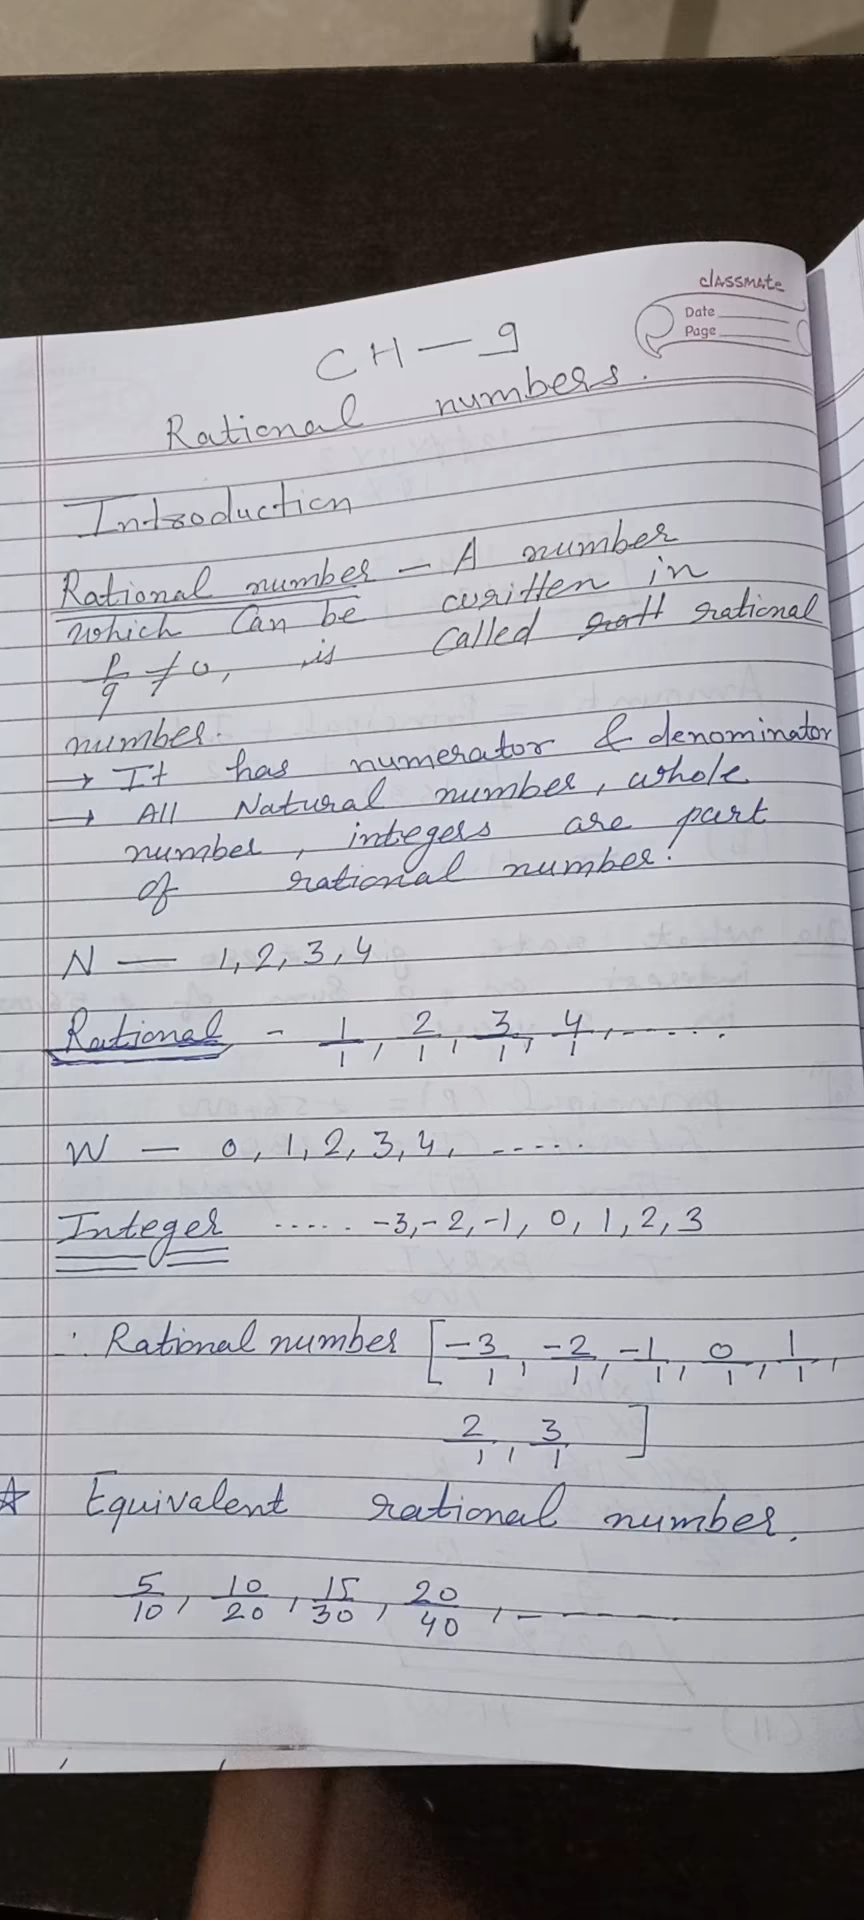 classmate
Date
Page
CH — 9
Rational numbers.
Introduction
Rational number – A number
which can be written in
p/q ≠ 0, is called ratt rational
number.
→ It has numerator & denominator
→ All Natural number, whole
number, integers are part
of rational number.
N — 1, 2, 3, 4
Rational - 1/1, 2/1, 3/1, 4/1, ......
W — 0, 1, 2, 3, 4, ......
Integer ..... -3, -2, -1, 0, 1, 2, 3
∴ Rational number [-3/1, -2/1, -1/1, 0/1, 1/1,
2/1, 3/1 ]
☆ Equivalent rational number.
5/10, 10/20, 15/30, 20/40, - - - - -